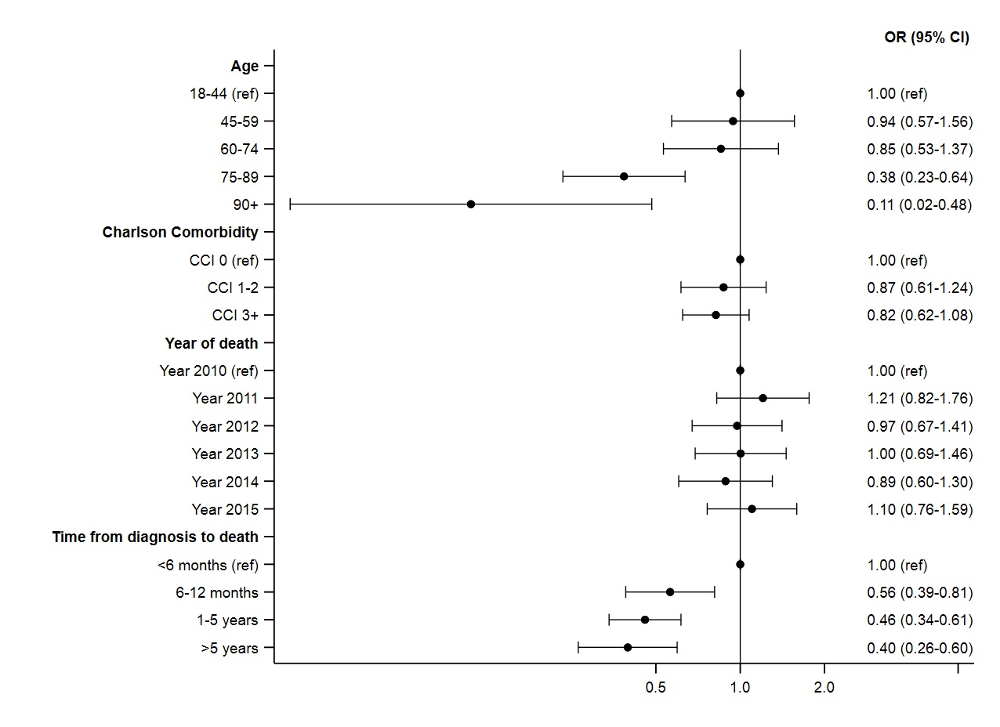 OR (95% CI)
Age
18-44 (ref) 1.00 (ref)
45-59 0.94 (0.57-1.56)
60-74 0.85 (0.53-1.37)
75-89 0.38 (0.23-0.64)
90+ 0.11 (0.02-0.48)
Charlson Comorbidity
CCI 0 (ref) 1.00 (ref)
CCI 1-2 0.87 (0.61-1.24)
CCI 3+ 0.82 (0.62-1.08)
Year of death
Year 2010 (ref) 1.00 (ref)
Year 2011 1.21 (0.82-1.76)
Year 2012 0.97 (0.67-1.41)
Year 2013 1.00 (0.69-1.46)
Year 2014 0.89 (0.60-1.30)
Year 2015 1.10 (0.76-1.59)
Time from diagnosis to death
<6 months (ref) 1.00 (ref)
6-12 months 0.56 (0.39-0.81)
1-5 years 0.46 (0.34-0.61)
>5 years 0.40 (0.26-0.60)
0.5 1.0 2.0